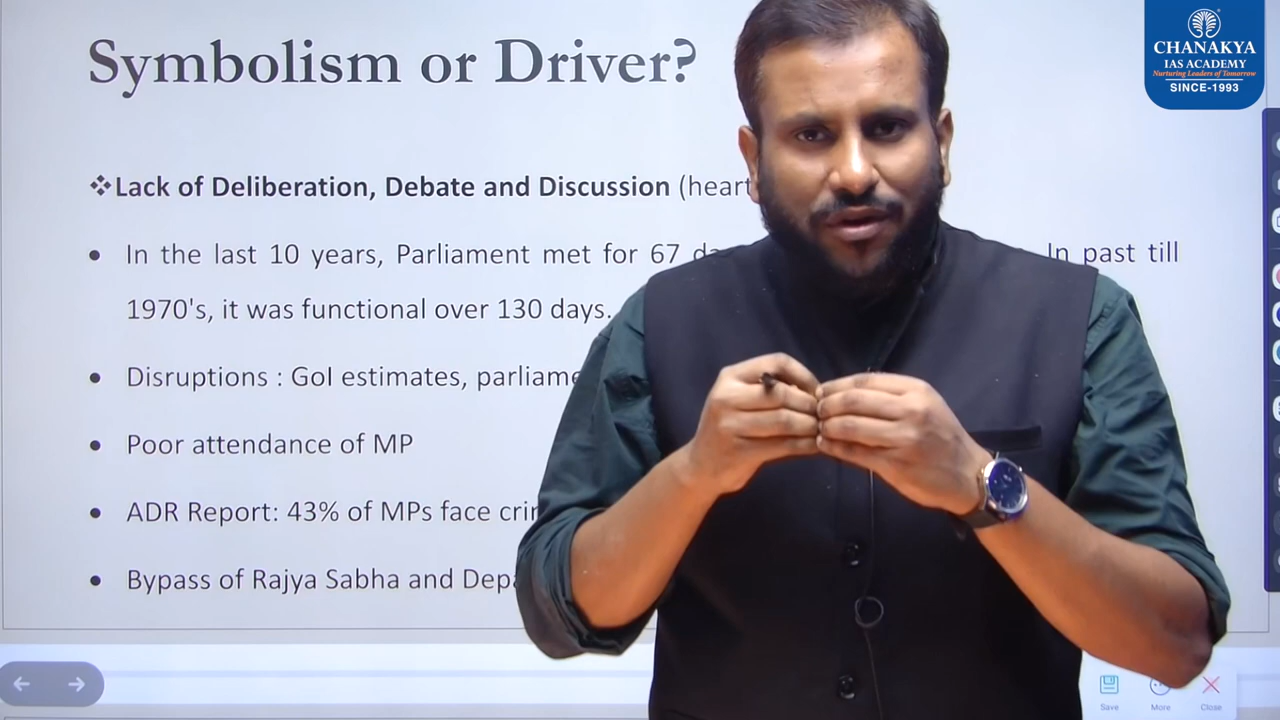 Symbolism or Driver?
CHANAKYA
IAS ACADEMY
Nurturing Leaders of Tomorrow
SINCE-1993
❖Lack of Deliberation, Debate and Discussion (heart
• In the last 10 years, Parliament met for 67 In past till
1970's, it was functional over 130 days.
• Disruptions : GoI estimates,
• Poor attendance of MP
• ADR Report: 43% of MPs face
• Bypass of Rajya Sabha and
Save More Close